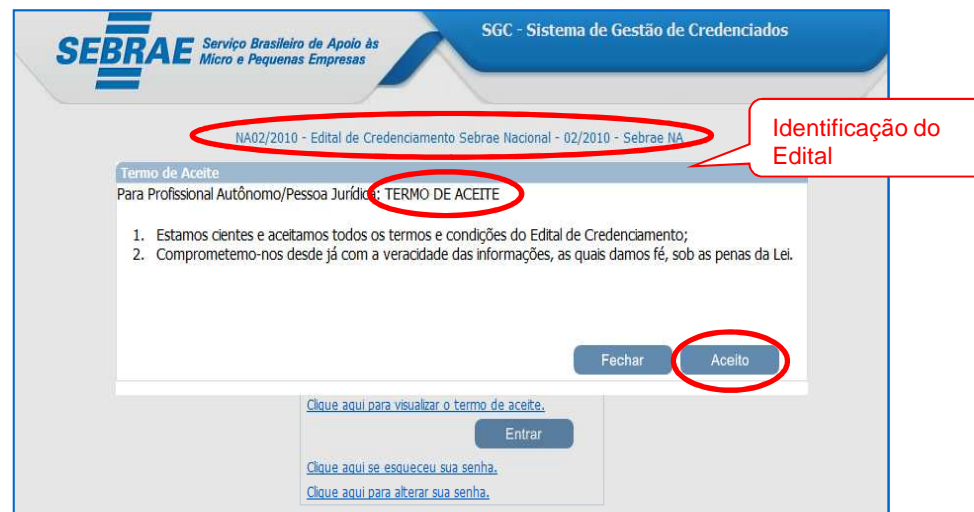 SEBRAE
Serviço Brasileiro de Apoio às
Micro e Pequenas Empresas
SGC - Sistema de Gestão de Credenciados
NA02/2010 - Edital de Credenciamento Sebrae Nacional - 02/2010 - Sebrae NA
Identificação do
Edital
Termo de Aceite
Para Profissional Autônomo/Pessoa Jurídica: TERMO DE ACEITE
1. Estamos cientes e aceitamos todos os termos e condições do Edital de Credenciamento;
2. Comprometemo-nos desde já com a veracidade das informações, as quais damos fé, sob as penas da Lei.
Fechar
Aceito
Clique aqui para visualizar o termo de aceite.
Entrar
Clique aqui se esqueceu sua senha.
Clique aqui para alterar sua senha.